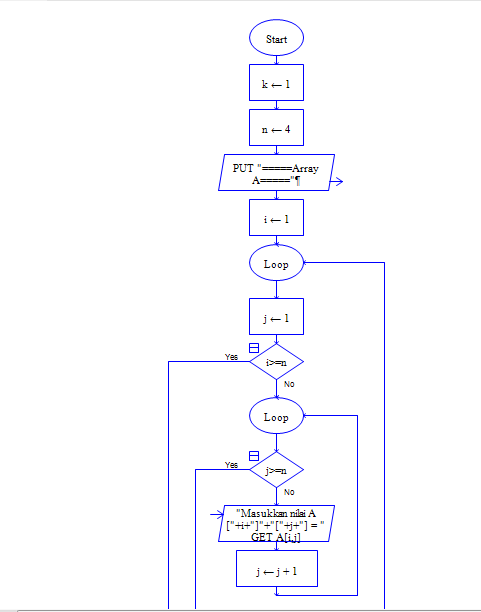 Start
k ← 1
n ← 4
PUT "=====Array
A====="¶
i ← 1
Loop
j ← 1
Yes
i>=n
No
Loop
Yes
j>=n
No
"Masukkan nilai A
["+i+"]"+"["+j+"] = "
GET A[i,j]
j ← j + 1